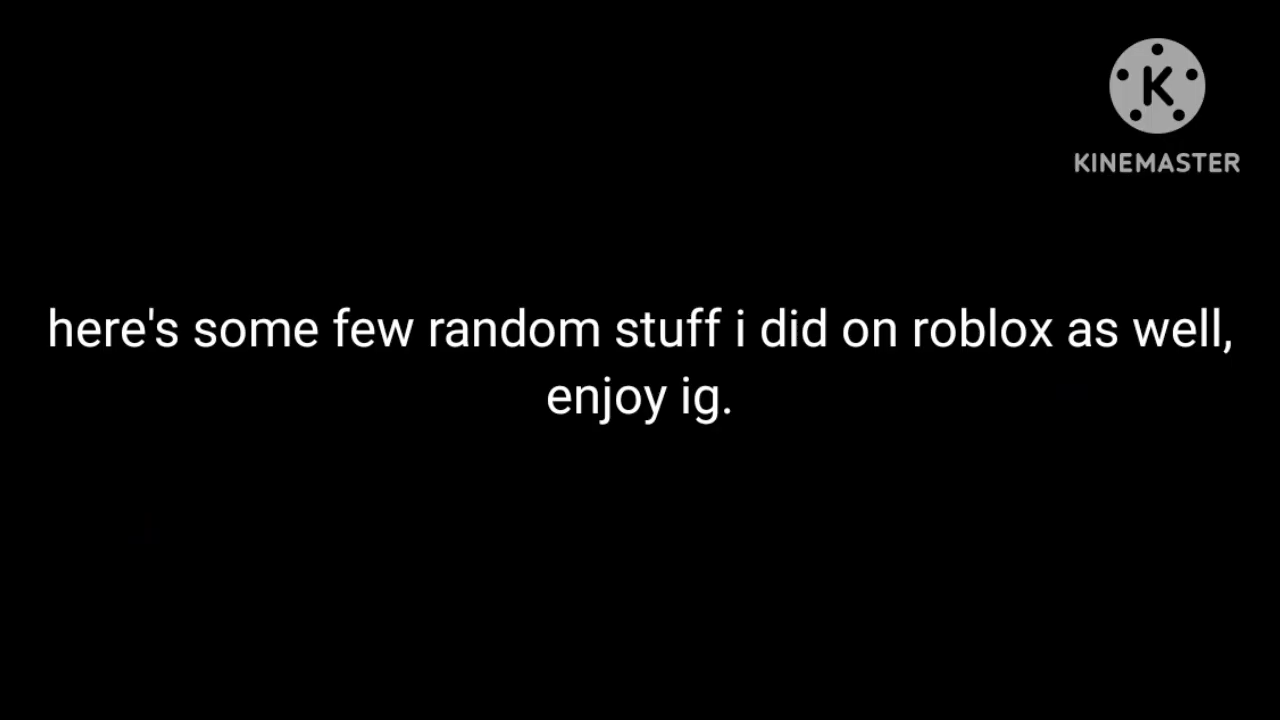 K
KINEMASTER
here's some few random stuff i did on roblox as well,
enjoy ig.